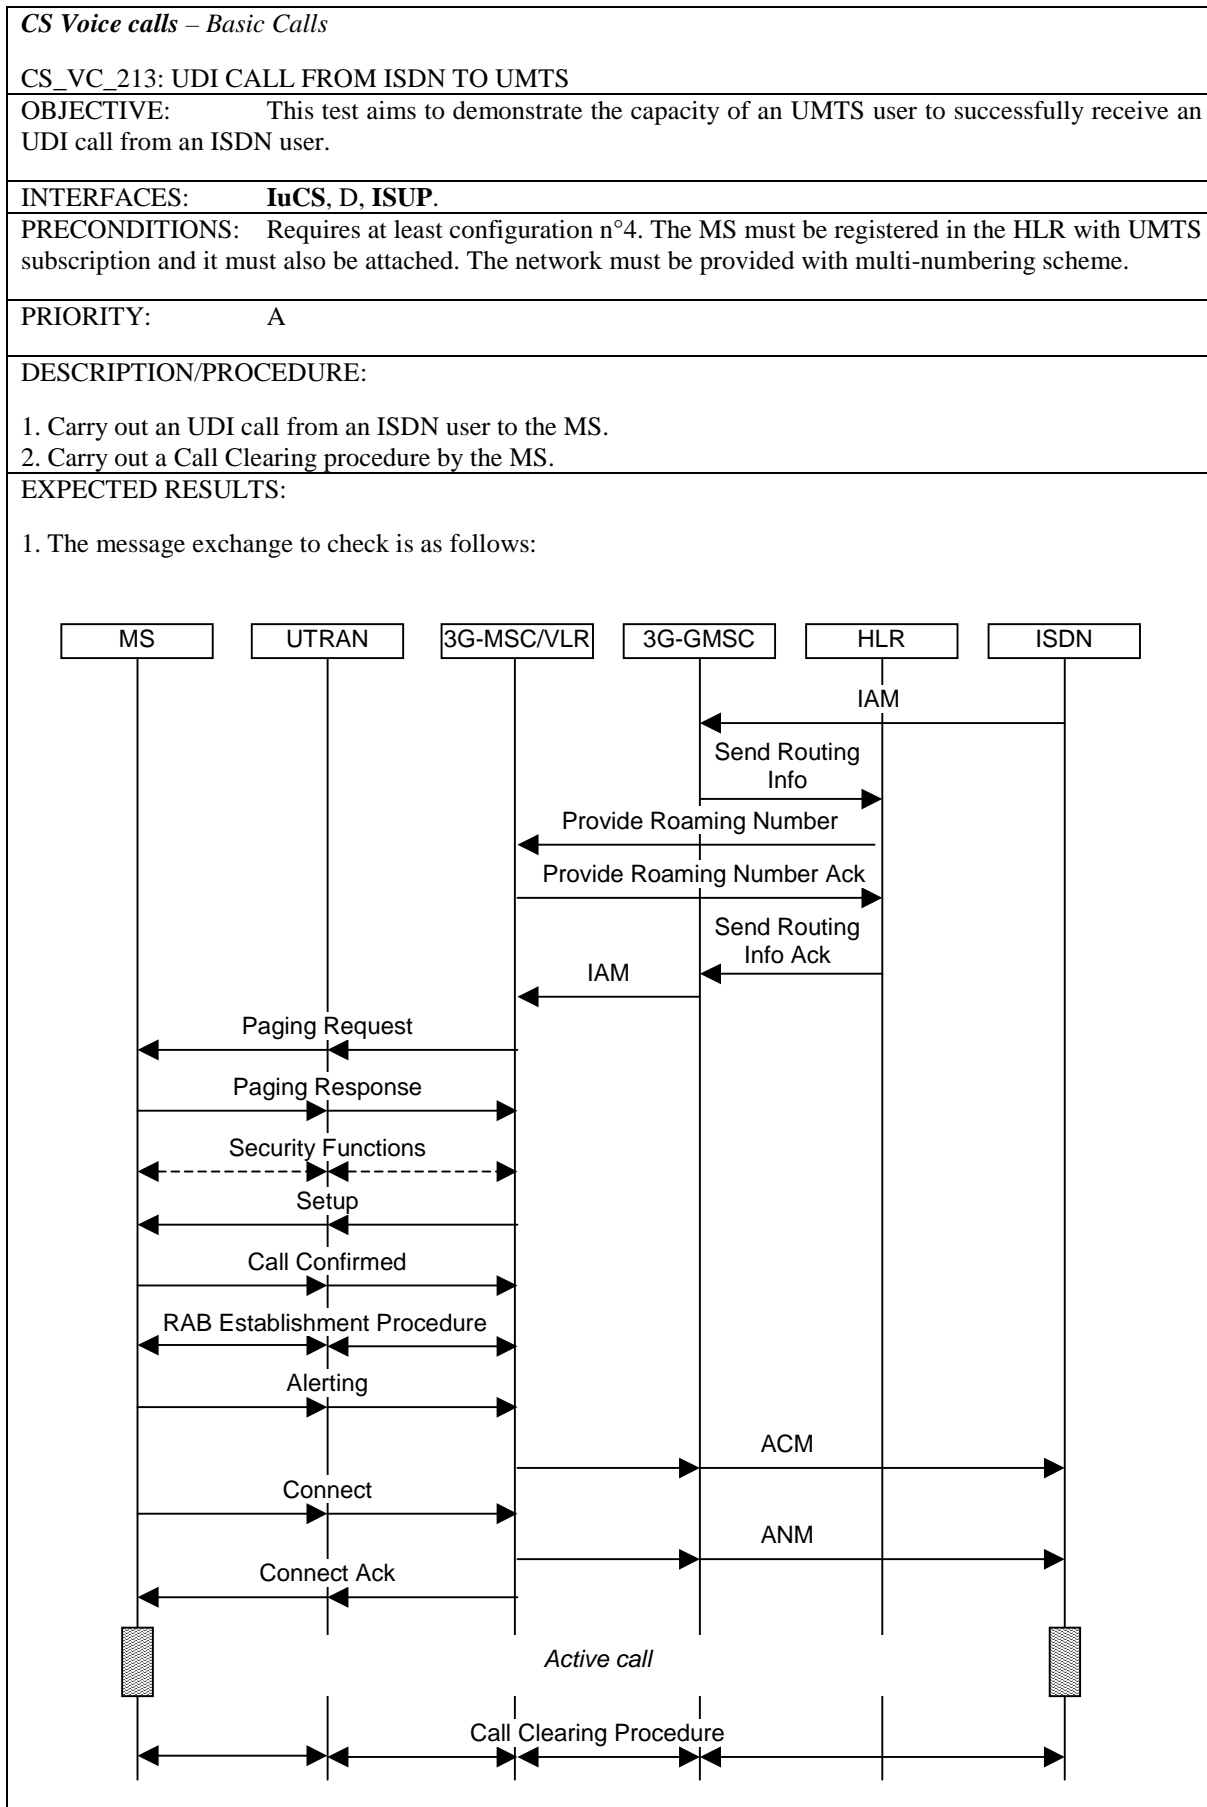 CS Voice calls – Basic Calls
CS_VC_213: UDI CALL FROM ISDN TO UMTS
OBJECTIVE: This test aims to demonstrate the capacity of an UMTS user to successfully receive an
UDI call from an ISDN user.
INTERFACES: IuCS, D, ISUP.
PRECONDITIONS: Requires at least configuration n°4. The MS must be registered in the HLR with UMTS
subscription and it must also be attached. The network must be provided with multi-numbering scheme.
PRIORITY: A
DESCRIPTION/PROCEDURE:
1. Carry out an UDI call from an ISDN user to the MS.
2. Carry out a Call Clearing procedure by the MS.
EXPECTED RESULTS:
1. The message exchange to check is as follows:
MS UTRAN 3G-MSC/VLR 3G-GMSC HLR ISDN
IAM
Send Routing
Info
Provide Roaming Number
Provide Roaming Number Ack
Send Routing
Info Ack
IAM
Paging Request
Paging Response
Security Functions
Setup
Call Confirmed
RAB Establishment Procedure
Alerting
ACM
Connect
ANM
Connect Ack
Active call
Call Clearing Procedure